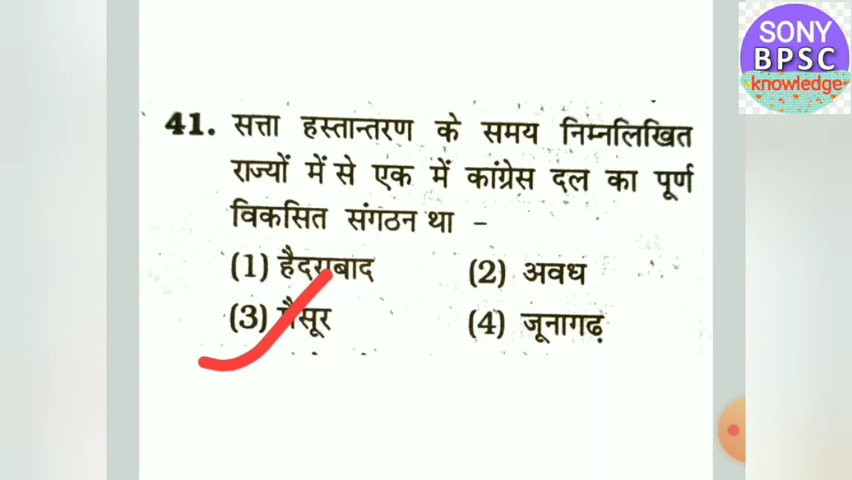 SONY
BPSC
knowledge
41. सत्ता हस्तान्तरण के समय निम्नलिखित
राज्यों में से एक में कांग्रेस दल का पूर्ण
विकसित संगठन था -
(1) हैदराबाद (2) अवध
(3) मैसूर (4) जूनागढ़